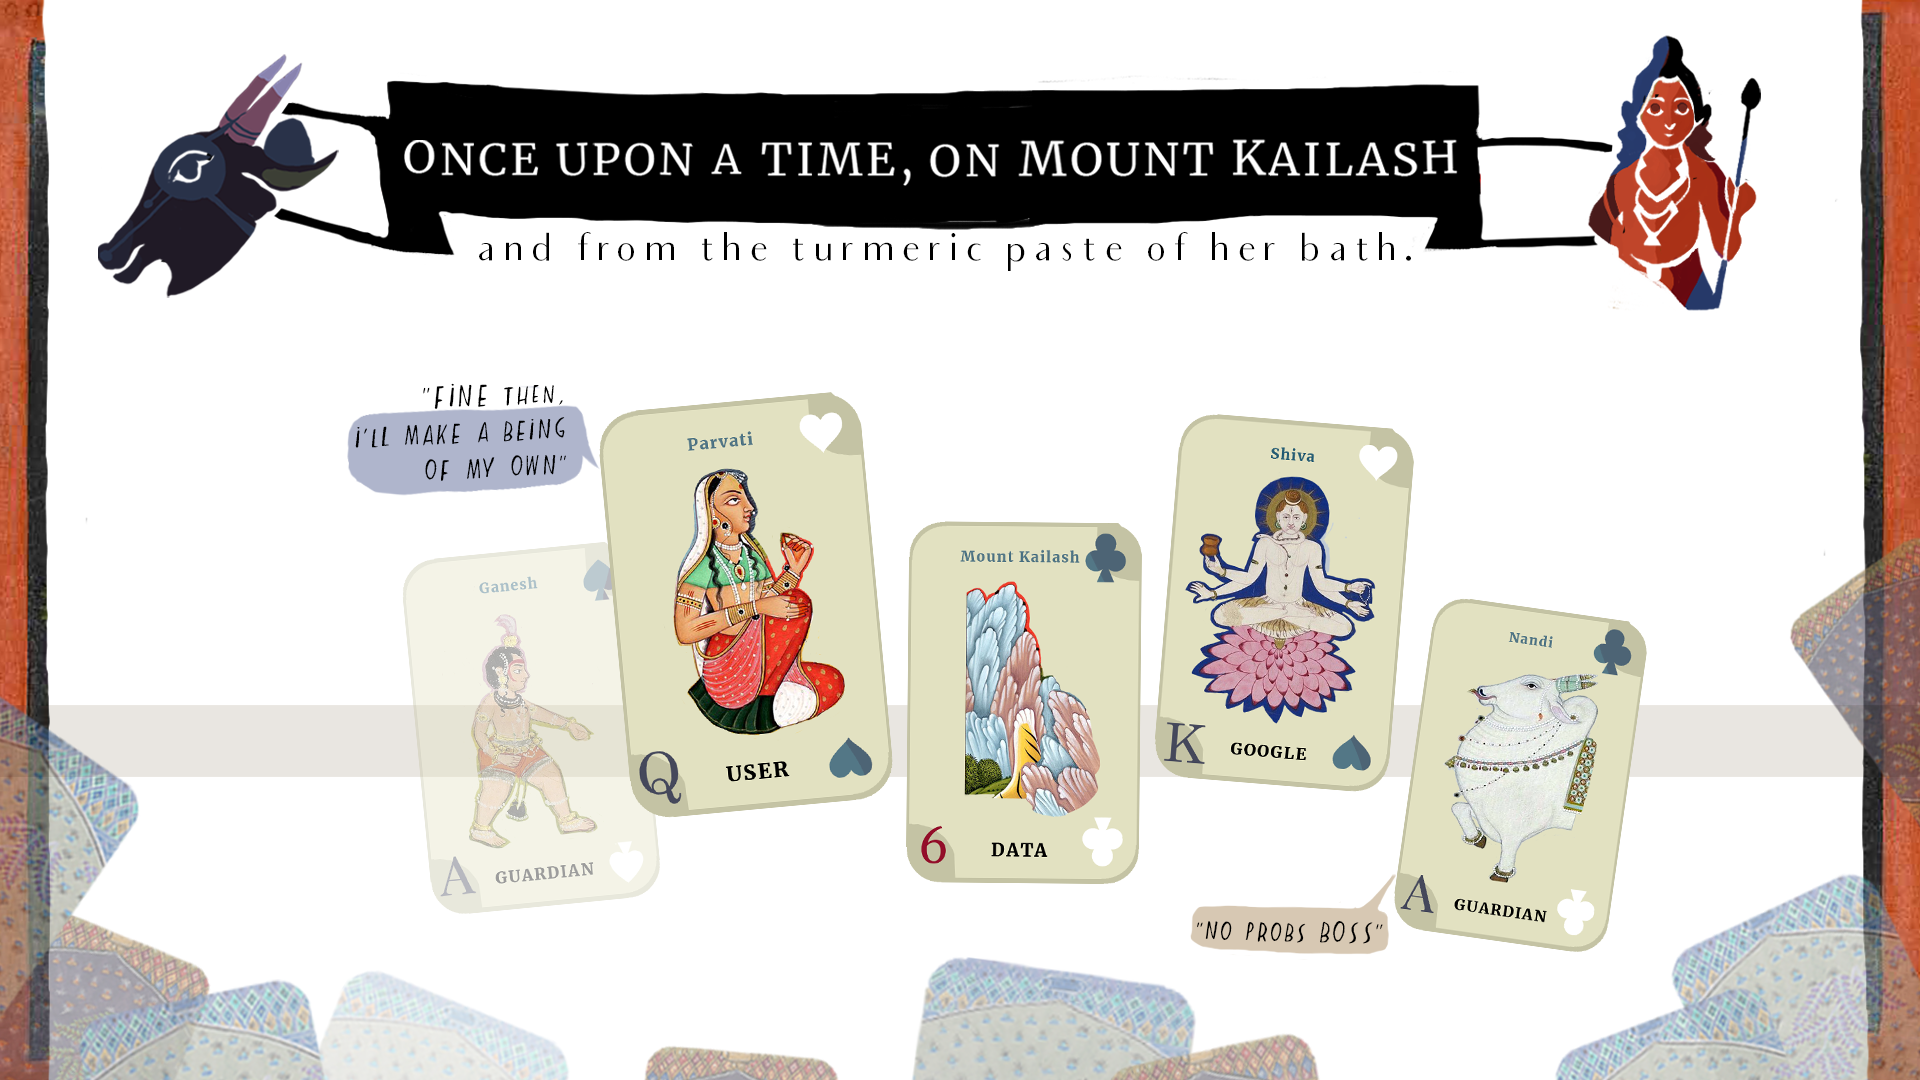 ONCE UPON A TIME, ON MOUNT KAILASH
and from the turmeric paste of her bath.
"FINE THEN,
I'LL MAKE A BEING
OF MY OWN"
Ganesh
A
GUARDIAN
Parvati
Q
USER
Mount Kailash
6
DATA
Shiva
K
GOOGLE
Nandi
A
GUARDIAN
"NO PROBS BOSS"